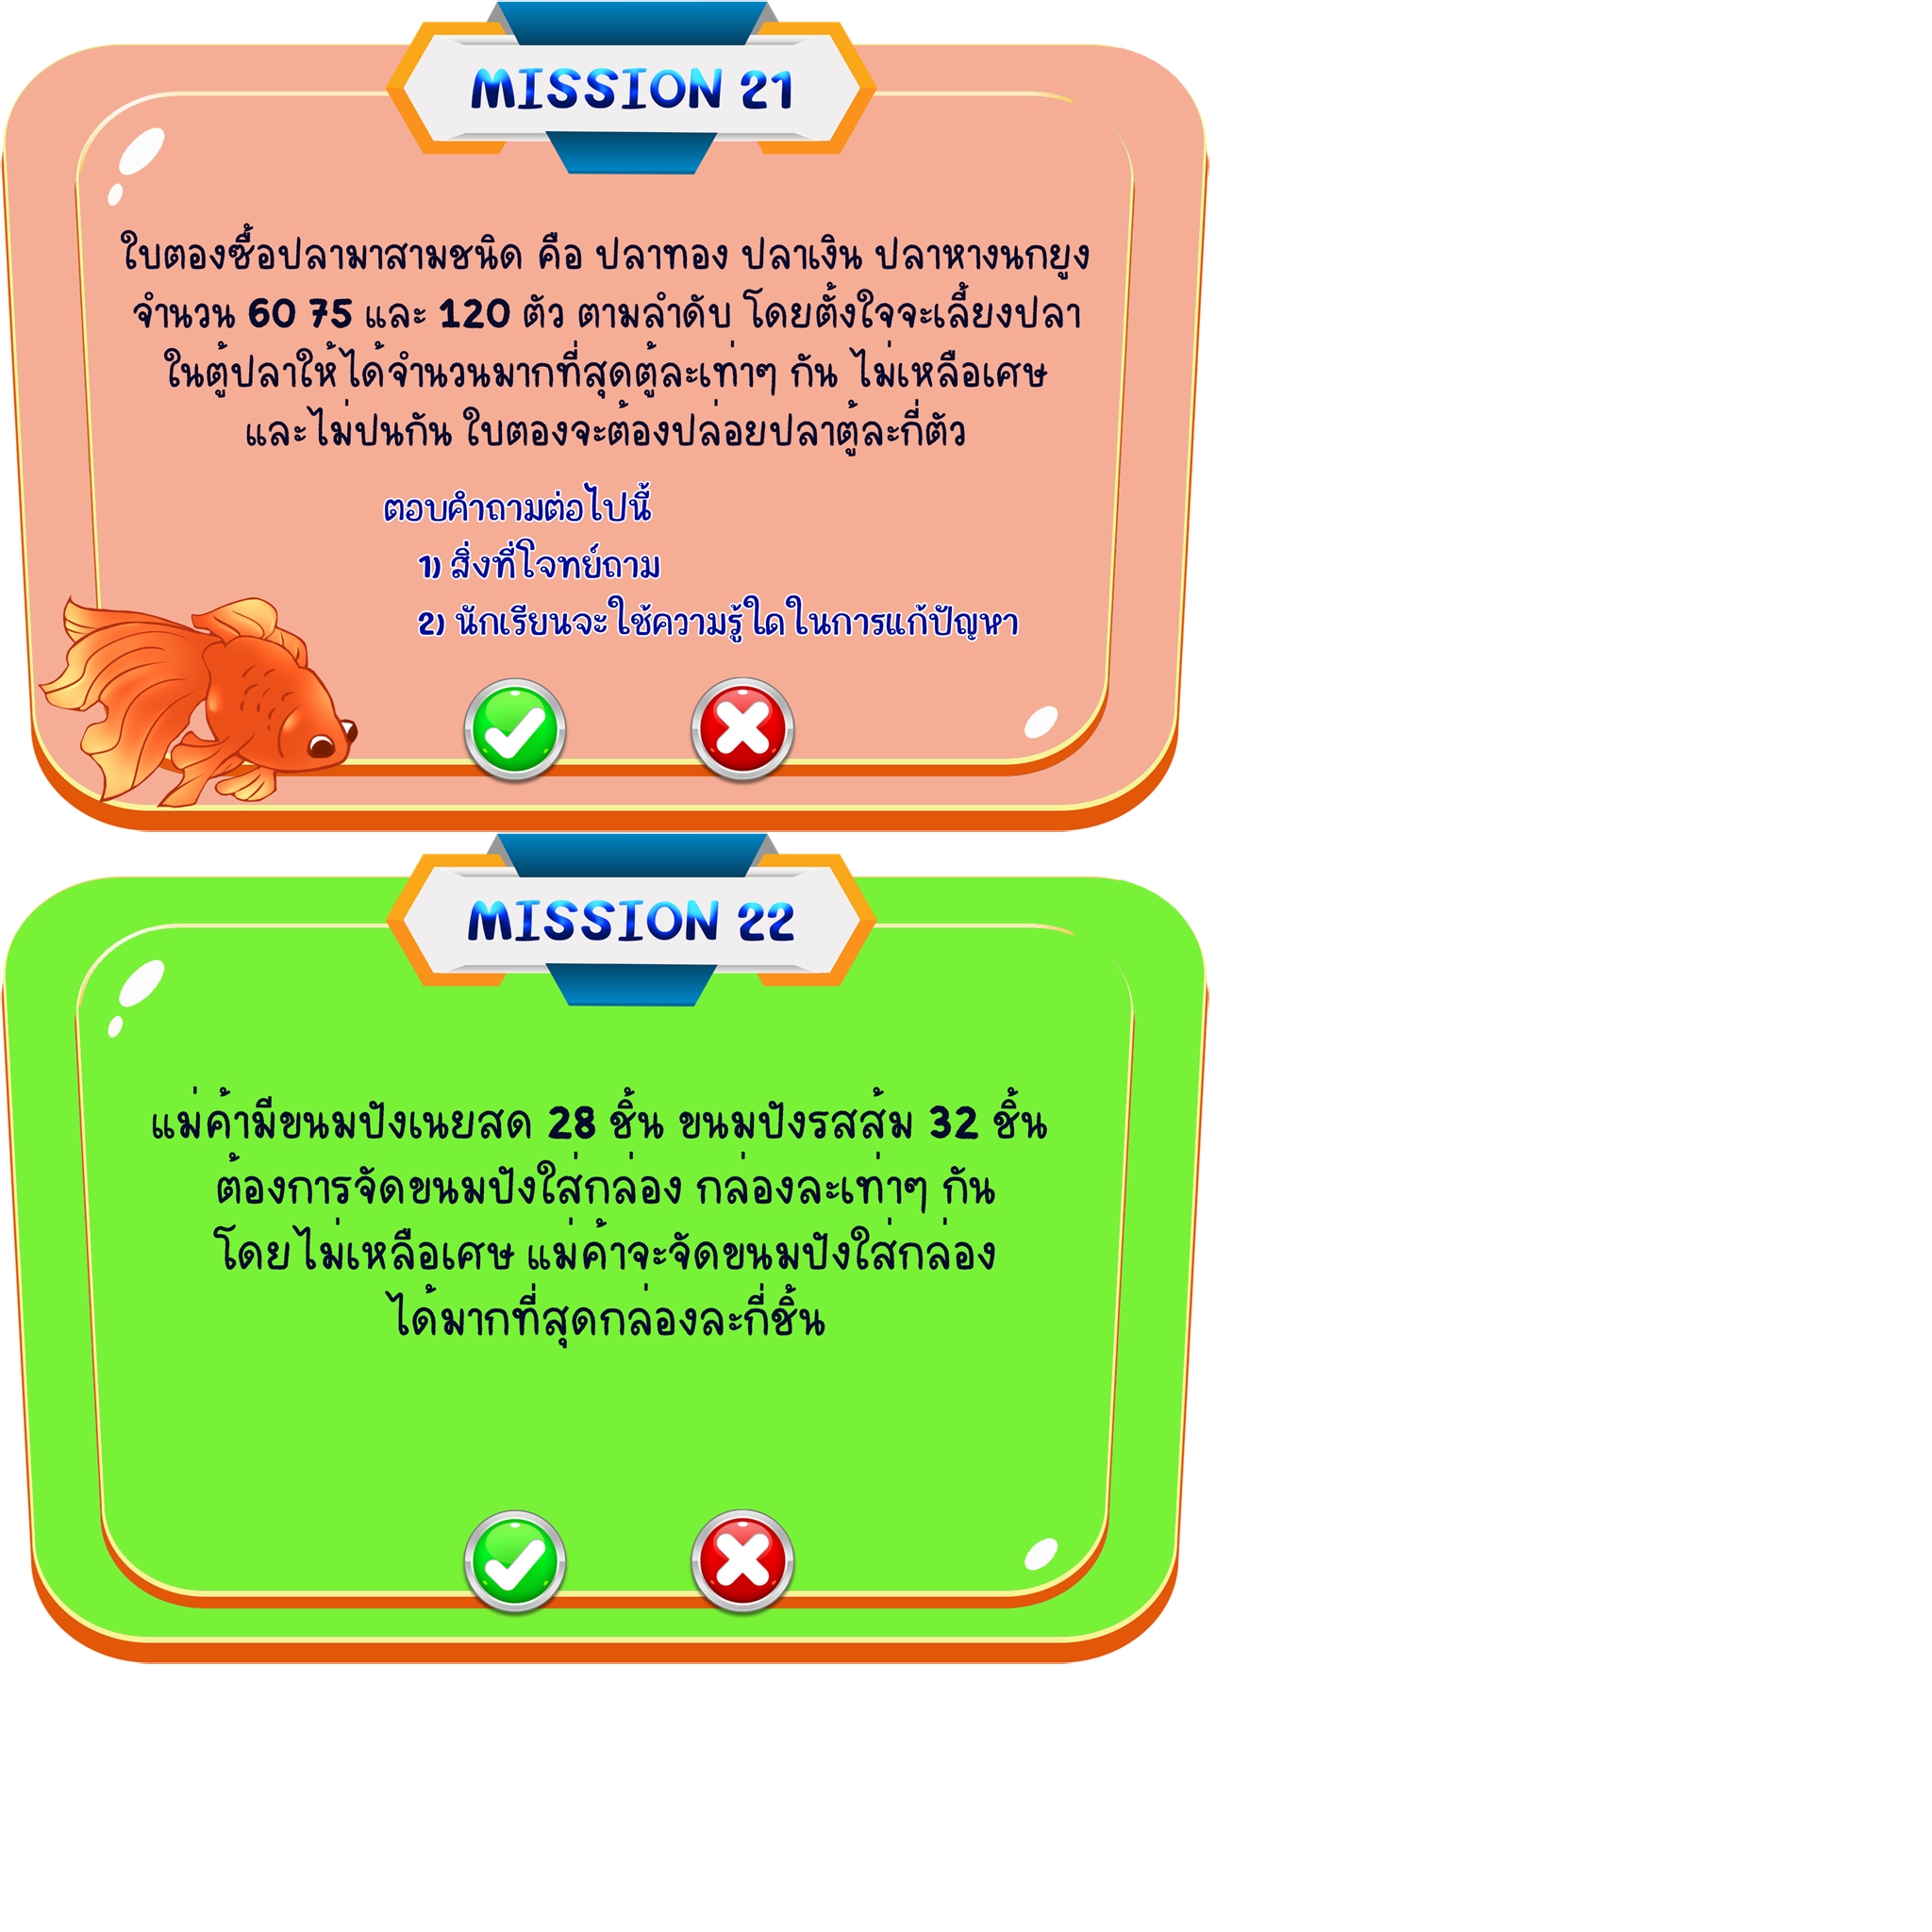 MISSION 21
ใบตองซื้อปลามาสามชนิด คือ ปลาทอง ปลาเงิน ปลาหางนกยูง
จำนวน 60 75 และ 120 ตัว ตามลำดับ โดยตั้งใจจะเลี้ยงปลา
ในตู้ปลาให้ได้จำนวนมากที่สุดตู้ละเท่าๆ กัน ไม่เหลือเศษ
และไม่ปนกัน ใบตองจะต้องปล่อยปลาตู้ละกี่ตัว
ตอบคำถามต่อไปนี้
1) สิ่งที่โจทย์ถาม
2) นักเรียนจะใช้ความรู้ใดในการแก้ปัญหา
MISSION 22
แม่ค้ามีขนมปังเนยสด 28 ชิ้น ขนมปังรสส้ม 32 ชิ้น
ต้องการจัดขนมปังใส่กล่อง กล่องละเท่าๆ กัน
โดยไม่เหลือเศษ แม่ค้าจะจัดขนมปังใส่กล่อง
ได้มากที่สุดกล่องละกี่ชิ้น